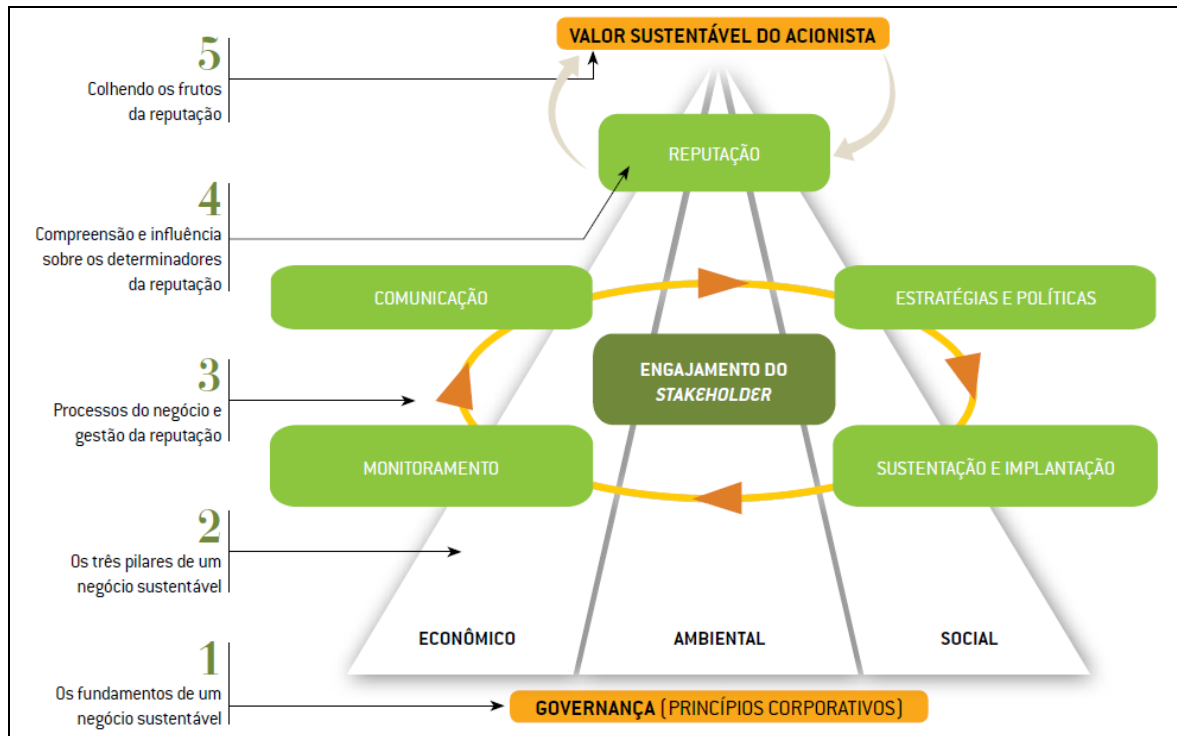 VALOR SUSTENTÁVEL DO ACIONISTA
5
Colhendo os frutos
da reputação
REPUTAÇÃO
4
Compreensão e influência
sobre os determinadores
da reputação
COMUNICAÇÃO
ESTRATÉGIAS E POLÍTICAS
ENGAJAMENTO DO
STAKEHOLDER
3
Processos do negócio e
gestão da reputação
MONITORAMENTO
SUSTENTAÇÃO E IMPLANTAÇÃO
2
Os três pilares de um
negócio sustentável
ECONÔMICO
AMBIENTAL
SOCIAL
1
Os fundamentos de um
negócio sustentável
GOVERNANÇA (PRINCÍPIOS CORPORATIVOS)